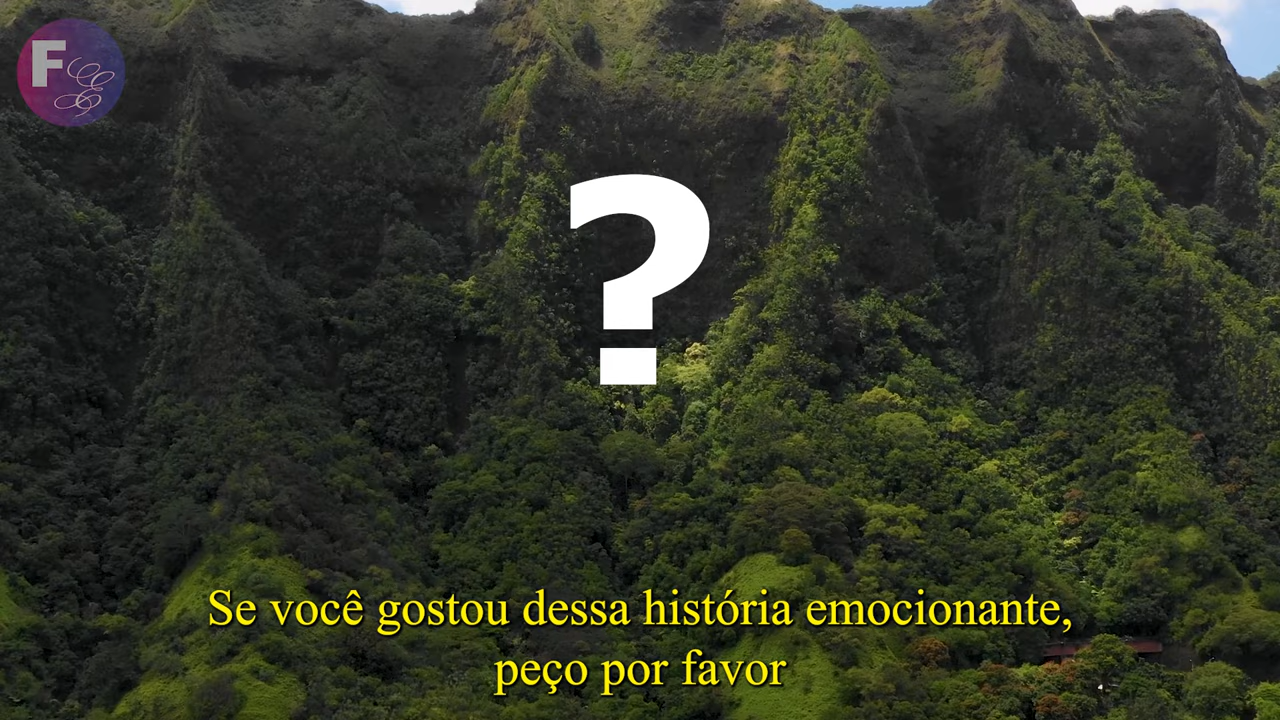 F
?
Se você gostou dessa história emocionante,
peço por favor